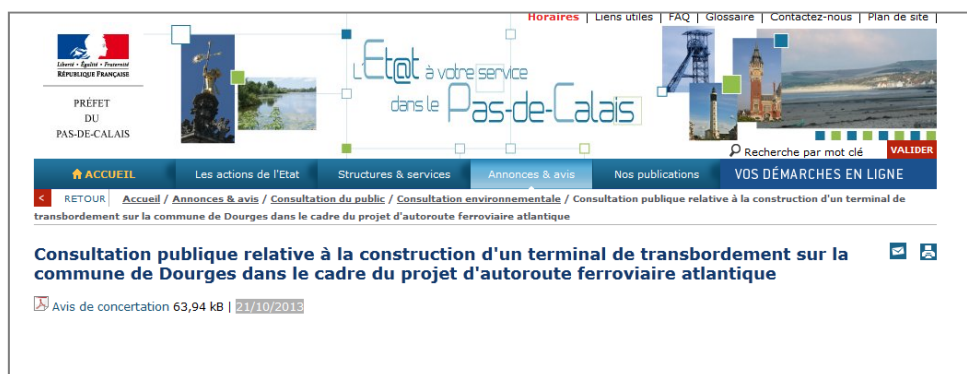 Horaires | Liens utiles | FAQ | Glossaire | Contactez-nous | Plan de site |
Liberté • Égalité • Fraternité
RÉPUBLIQUE FRANÇAISE
PRÉFET
DU
PAS-DE-CALAIS
L'Et@t à votre service
dans le Pas-de-Calais
Recherche par mot clé VALIDER
ACCUEIL Les actions de l'Etat Structures & services Annonces & avis Nos publications VOS DÉMARCHES EN LIGNE
< RETOUR Accueil / Annonces & avis / Consultation du public / Consultation environnementale / Consultation publique relative à la construction d'un terminal de
transbordement sur la commune de Dourges dans le cadre du projet d'autoroute ferroviaire atlantique
Consultation publique relative à la construction d'un terminal de transbordement sur la
commune de Dourges dans le cadre du projet d'autoroute ferroviaire atlantique
Avis de concertation 63,94 kB | 21/10/2013